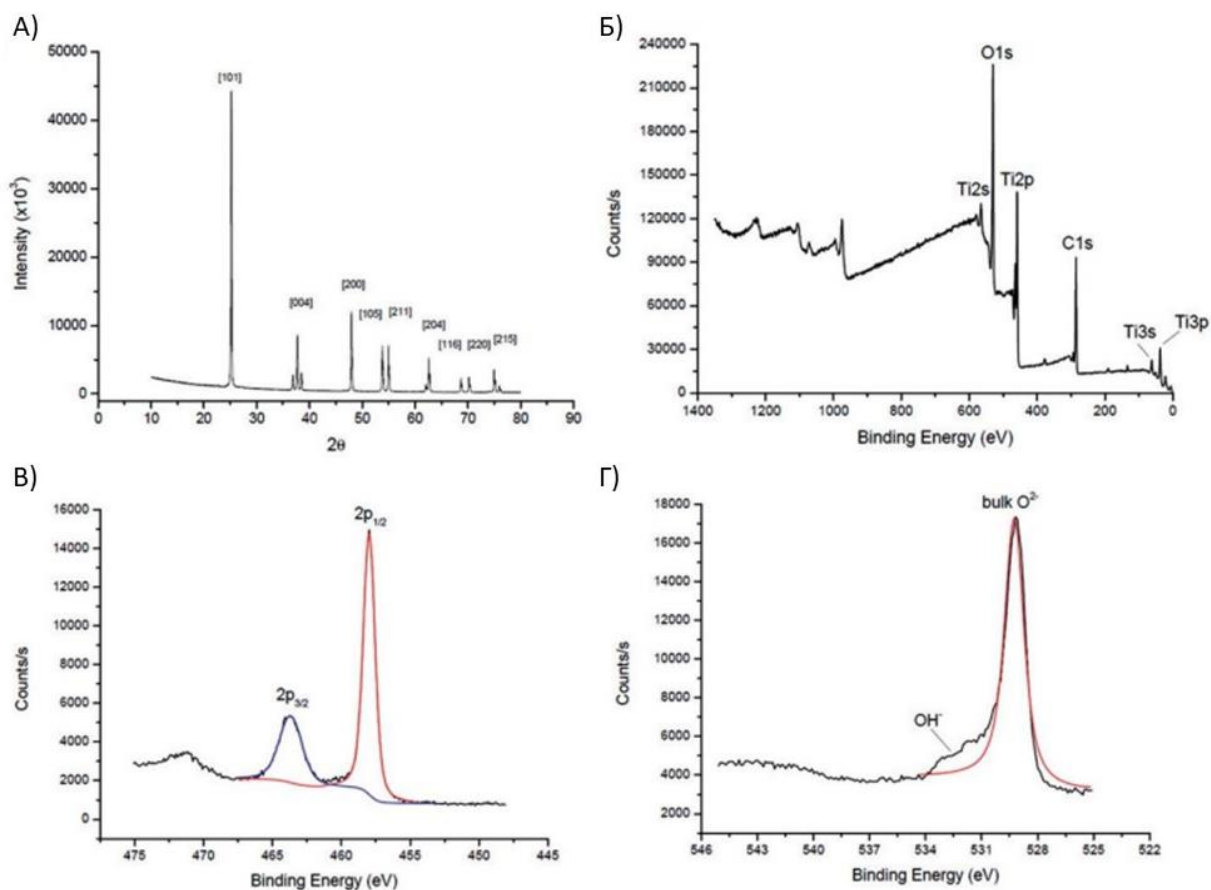 А)
50000
40000
30000
20000
10000
0
Intensity (x10³)
[101]
[004]
[200]
[105]
[211]
[204]
[116]
[220]
[215]
0 10 20 30 40 50 60 70 80 90
2θ
Б)
240000
210000
180000
150000
120000
90000
60000
30000
0
Counts/s
O1s
Ti2s
Ti2p
C1s
Ti3s
Ti3p
1400 1200 1000 800 600 400 200 0
Binding Energy (eV)
В)
16000
14000
12000
10000
8000
6000
4000
2000
0
Counts/s
2p1/2
2p3/2
475 470 465 460 455 450 445
Binding Energy (eV)
Г)
18000
16000
14000
12000
10000
8000
6000
4000
2000
Counts/s
bulk O²⁻
OH⁻
546 543 540 537 534 531 528 525 522
Binding Energy (eV)